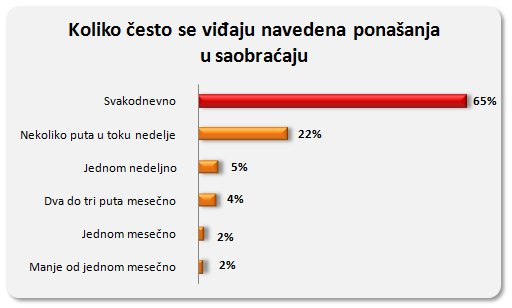 Koliko često se viđaju navedena ponašanja
u saobraćaju
Svakodnevno 65%
Nekoliko puta u toku nedelje 22%
Jednom nedeljno 5%
Dva do tri puta mesečno 4%
Jednom mesečno 2%
Manje od jednom mesečno 2%